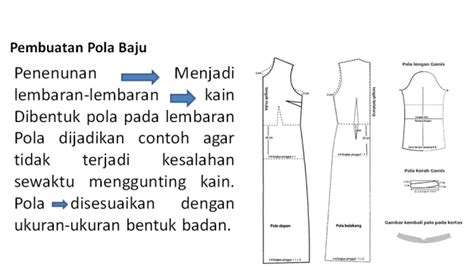 Pembuatan Pola Baju
Penenunan Menjadi
lembaran-lembaran kain
Dibentuk pola pada lembaran
Pola dijadikan contoh agar
tidak terjadi kesalahan
sewaktu menggunting kain.
Pola disesuaikan dengan
ukuran-ukuran bentuk badan.
Pola depan
Pola belakang
Pola lengan Gamis
Pola Kerah Gamis
Gambar kembali pola pada kertas